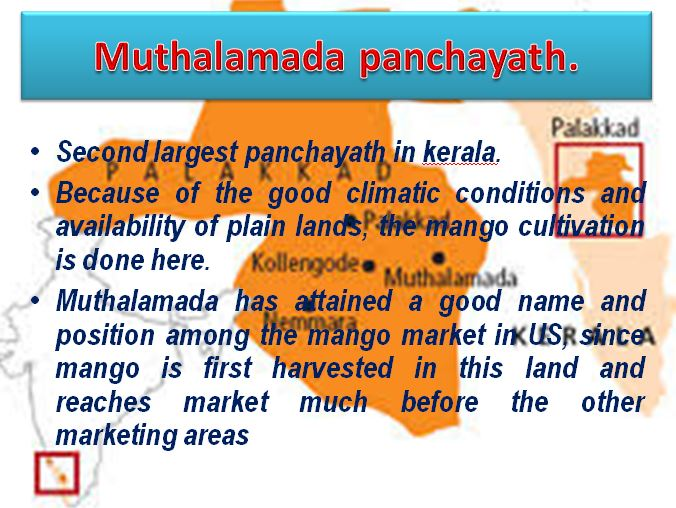 Muthalamada panchayath.
• Second largest panchayath in kerala.
• Because of the good climatic conditions and
availability of plain lands, the mango cultivation
is done here.
• Muthalamada has attained a good name and
position among the mango market in US, since
mango is first harvested in this land and
reaches market much before the other
marketing areas
PALAKKAD
Palakkad
Palakkad
Kollengode
Muthalamada
Nemmara
KERALA